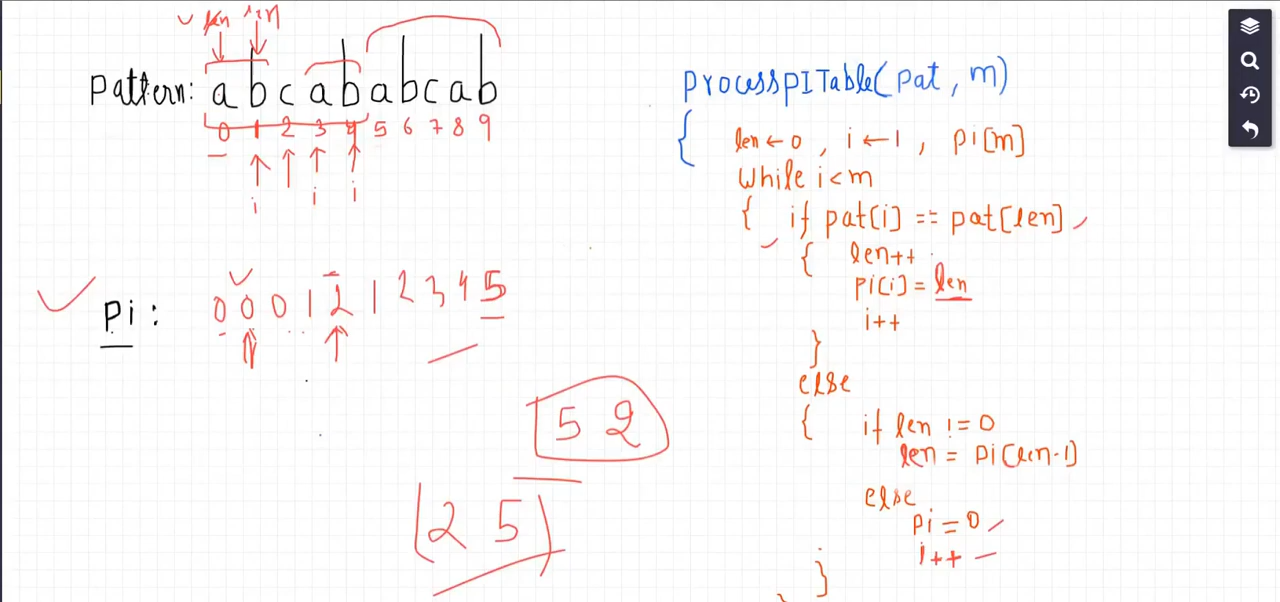 len
Pattern: a b c a b a b c a b
0 1 2 3 4 5 6 7 8 9
i i i
Pi: 0 0 0 1 2 1 2 3 4 5
5 2
(2 5)
ProcessPITable(pat, m)
{
len ← 0, i ← 1, pi[m]
While i < m
{ if pat[i] == pat[len]
{ len++
pi[i] = len
i++
}
else
{ if len != 0
len = pi[len-1]
else
pi = 0
i++
}
}